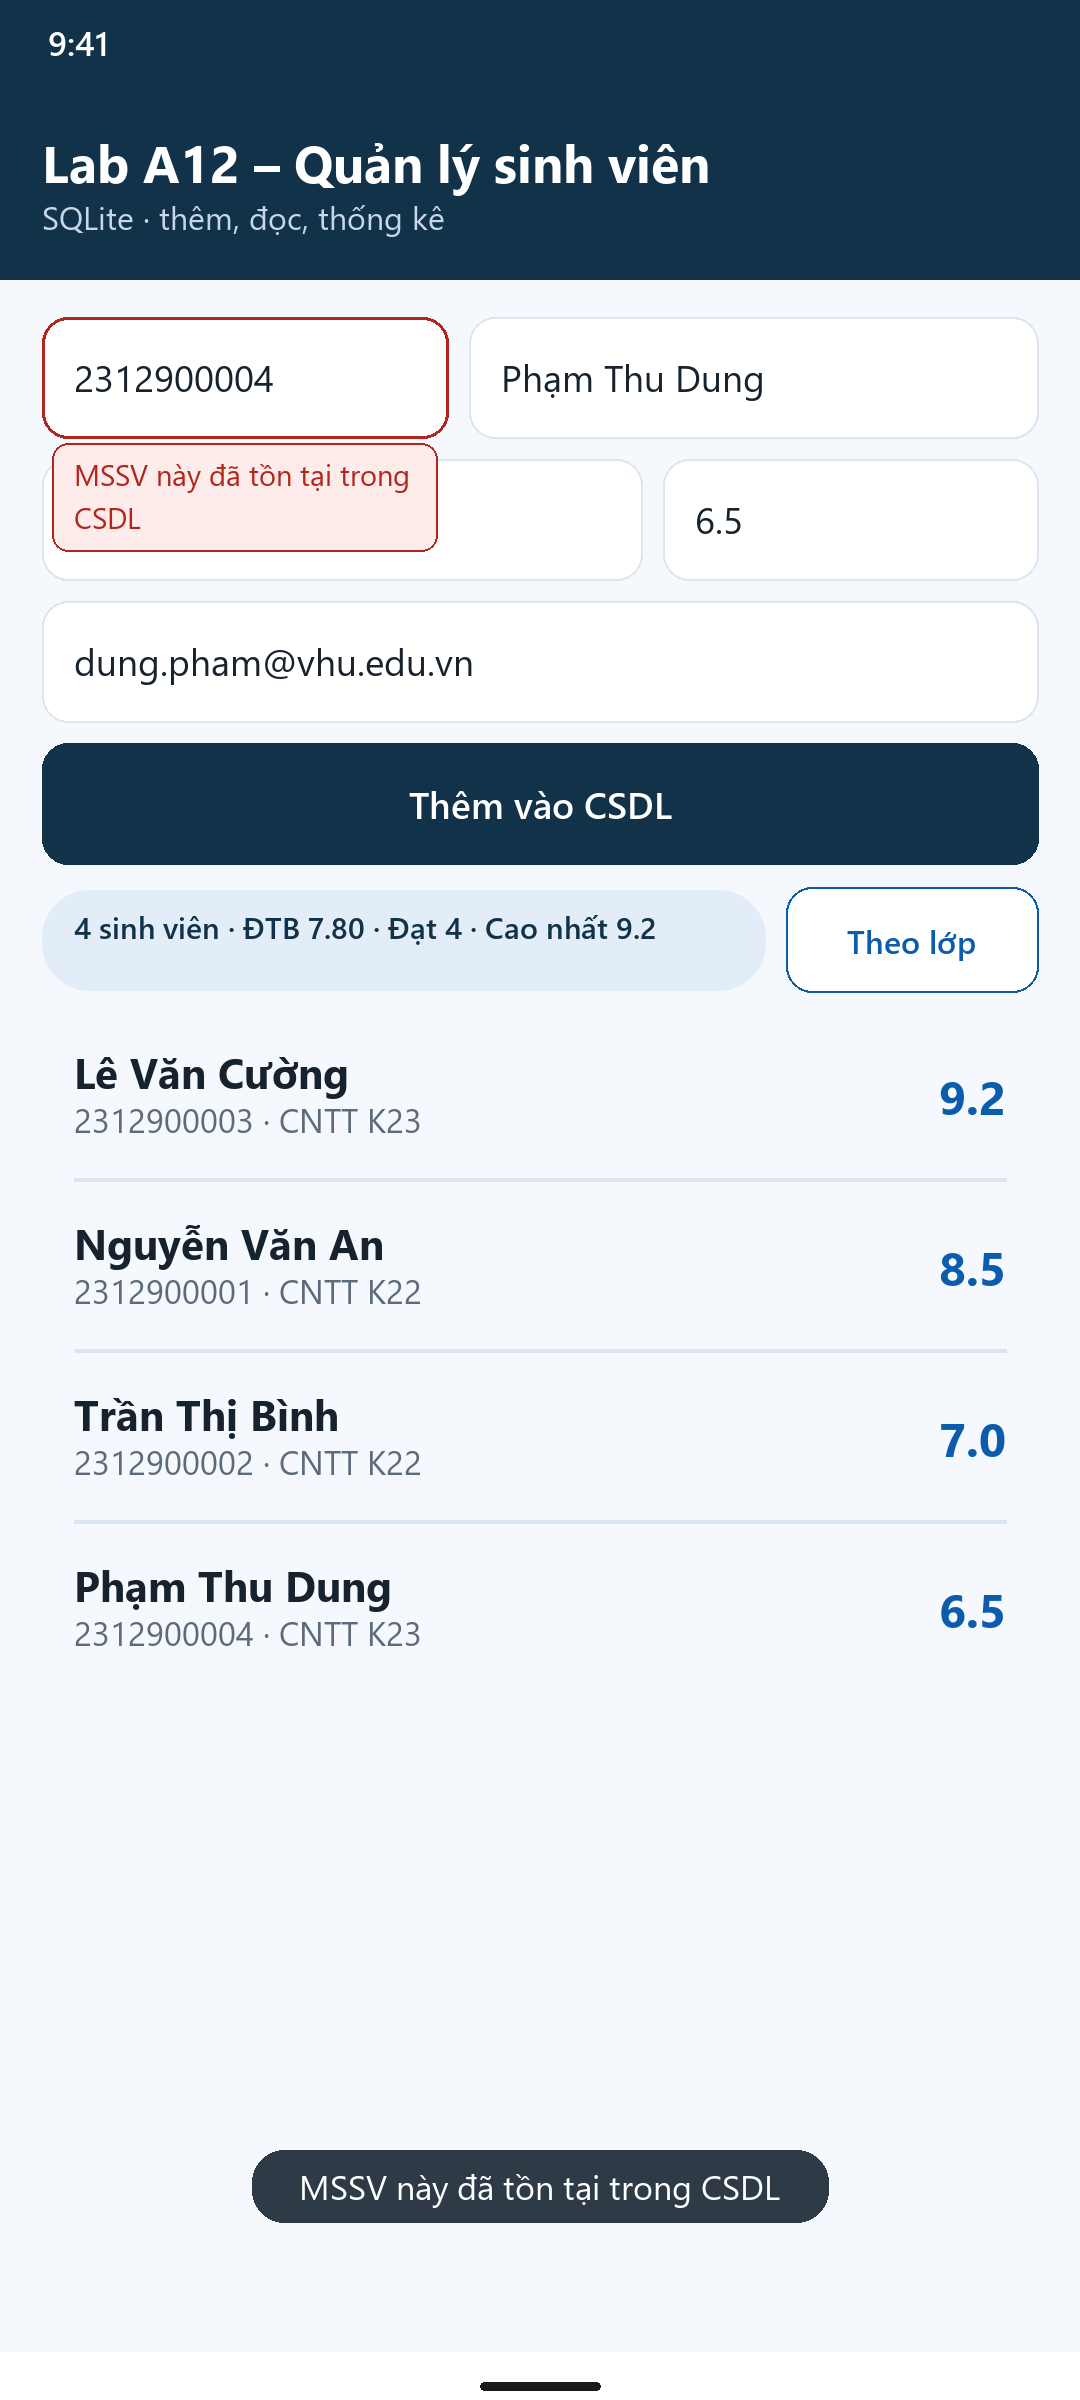 9:41
Lab A12 – Quản lý sinh viên
SQLite · thêm, đọc, thống kê
2312900004
Phạm Thu Dung
MSSV này đã tồn tại trong
CSDL
6.5
dung.pham@vhu.edu.vn
Thêm vào CSDL
4 sinh viên · ĐTB 7.80 · Đạt 4 · Cao nhất 9.2
Theo lớp
Lê Văn Cường
2312900003 · CNTT K23
9.2
Nguyễn Văn An
2312900001 · CNTT K22
8.5
Trần Thị Bình
2312900002 · CNTT K22
7.0
Phạm Thu Dung
2312900004 · CNTT K23
6.5
MSSV này đã tồn tại trong CSDL